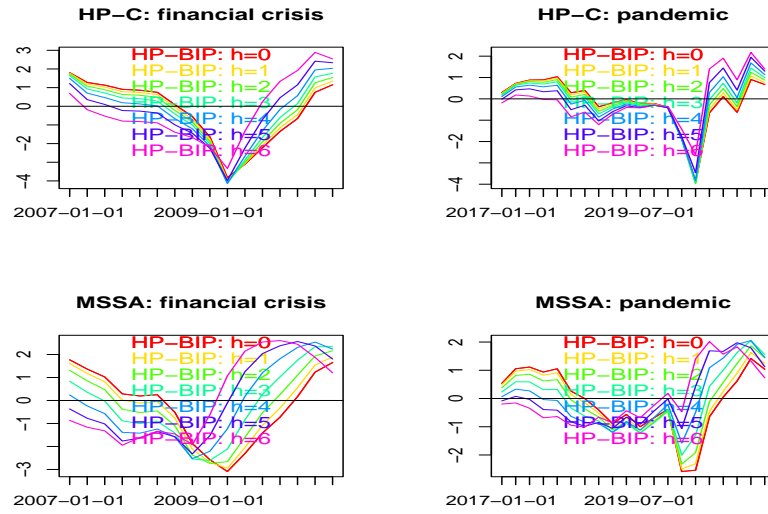 HP−C: financial crisis
3
2
1
0
−2
−4
HP−BIP: h=0
HP−BIP: h=1
HP−BIP: h=2
HP−BIP: h=3
HP−BIP: h=4
HP−BIP: h=5
HP−BIP: h=6
2007−01−01 2009−01−01
HP−C: pandemic
2
1
0
−2
−4
HP−BIP: h=0
HP−BIP: h=1
HP−BIP: h=2
HP−BIP: h=3
HP−BIP: h=4
HP−BIP: h=5
HP−BIP: h=6
2017−01−01 2019−07−01
MSSA: financial crisis
2
1
0
−1
−3
HP−BIP: h=0
HP−BIP: h=1
HP−BIP: h=2
HP−BIP: h=3
HP−BIP: h=4
HP−BIP: h=5
HP−BIP: h=6
2007−01−01 2009−01−01
MSSA: pandemic
2
1
0
−1
−2
HP−BIP: h=0
HP−BIP: h=1
HP−BIP: h=2
HP−BIP: h=3
HP−BIP: h=4
HP−BIP: h=5
HP−BIP: h=6
2017−01−01 2019−07−01